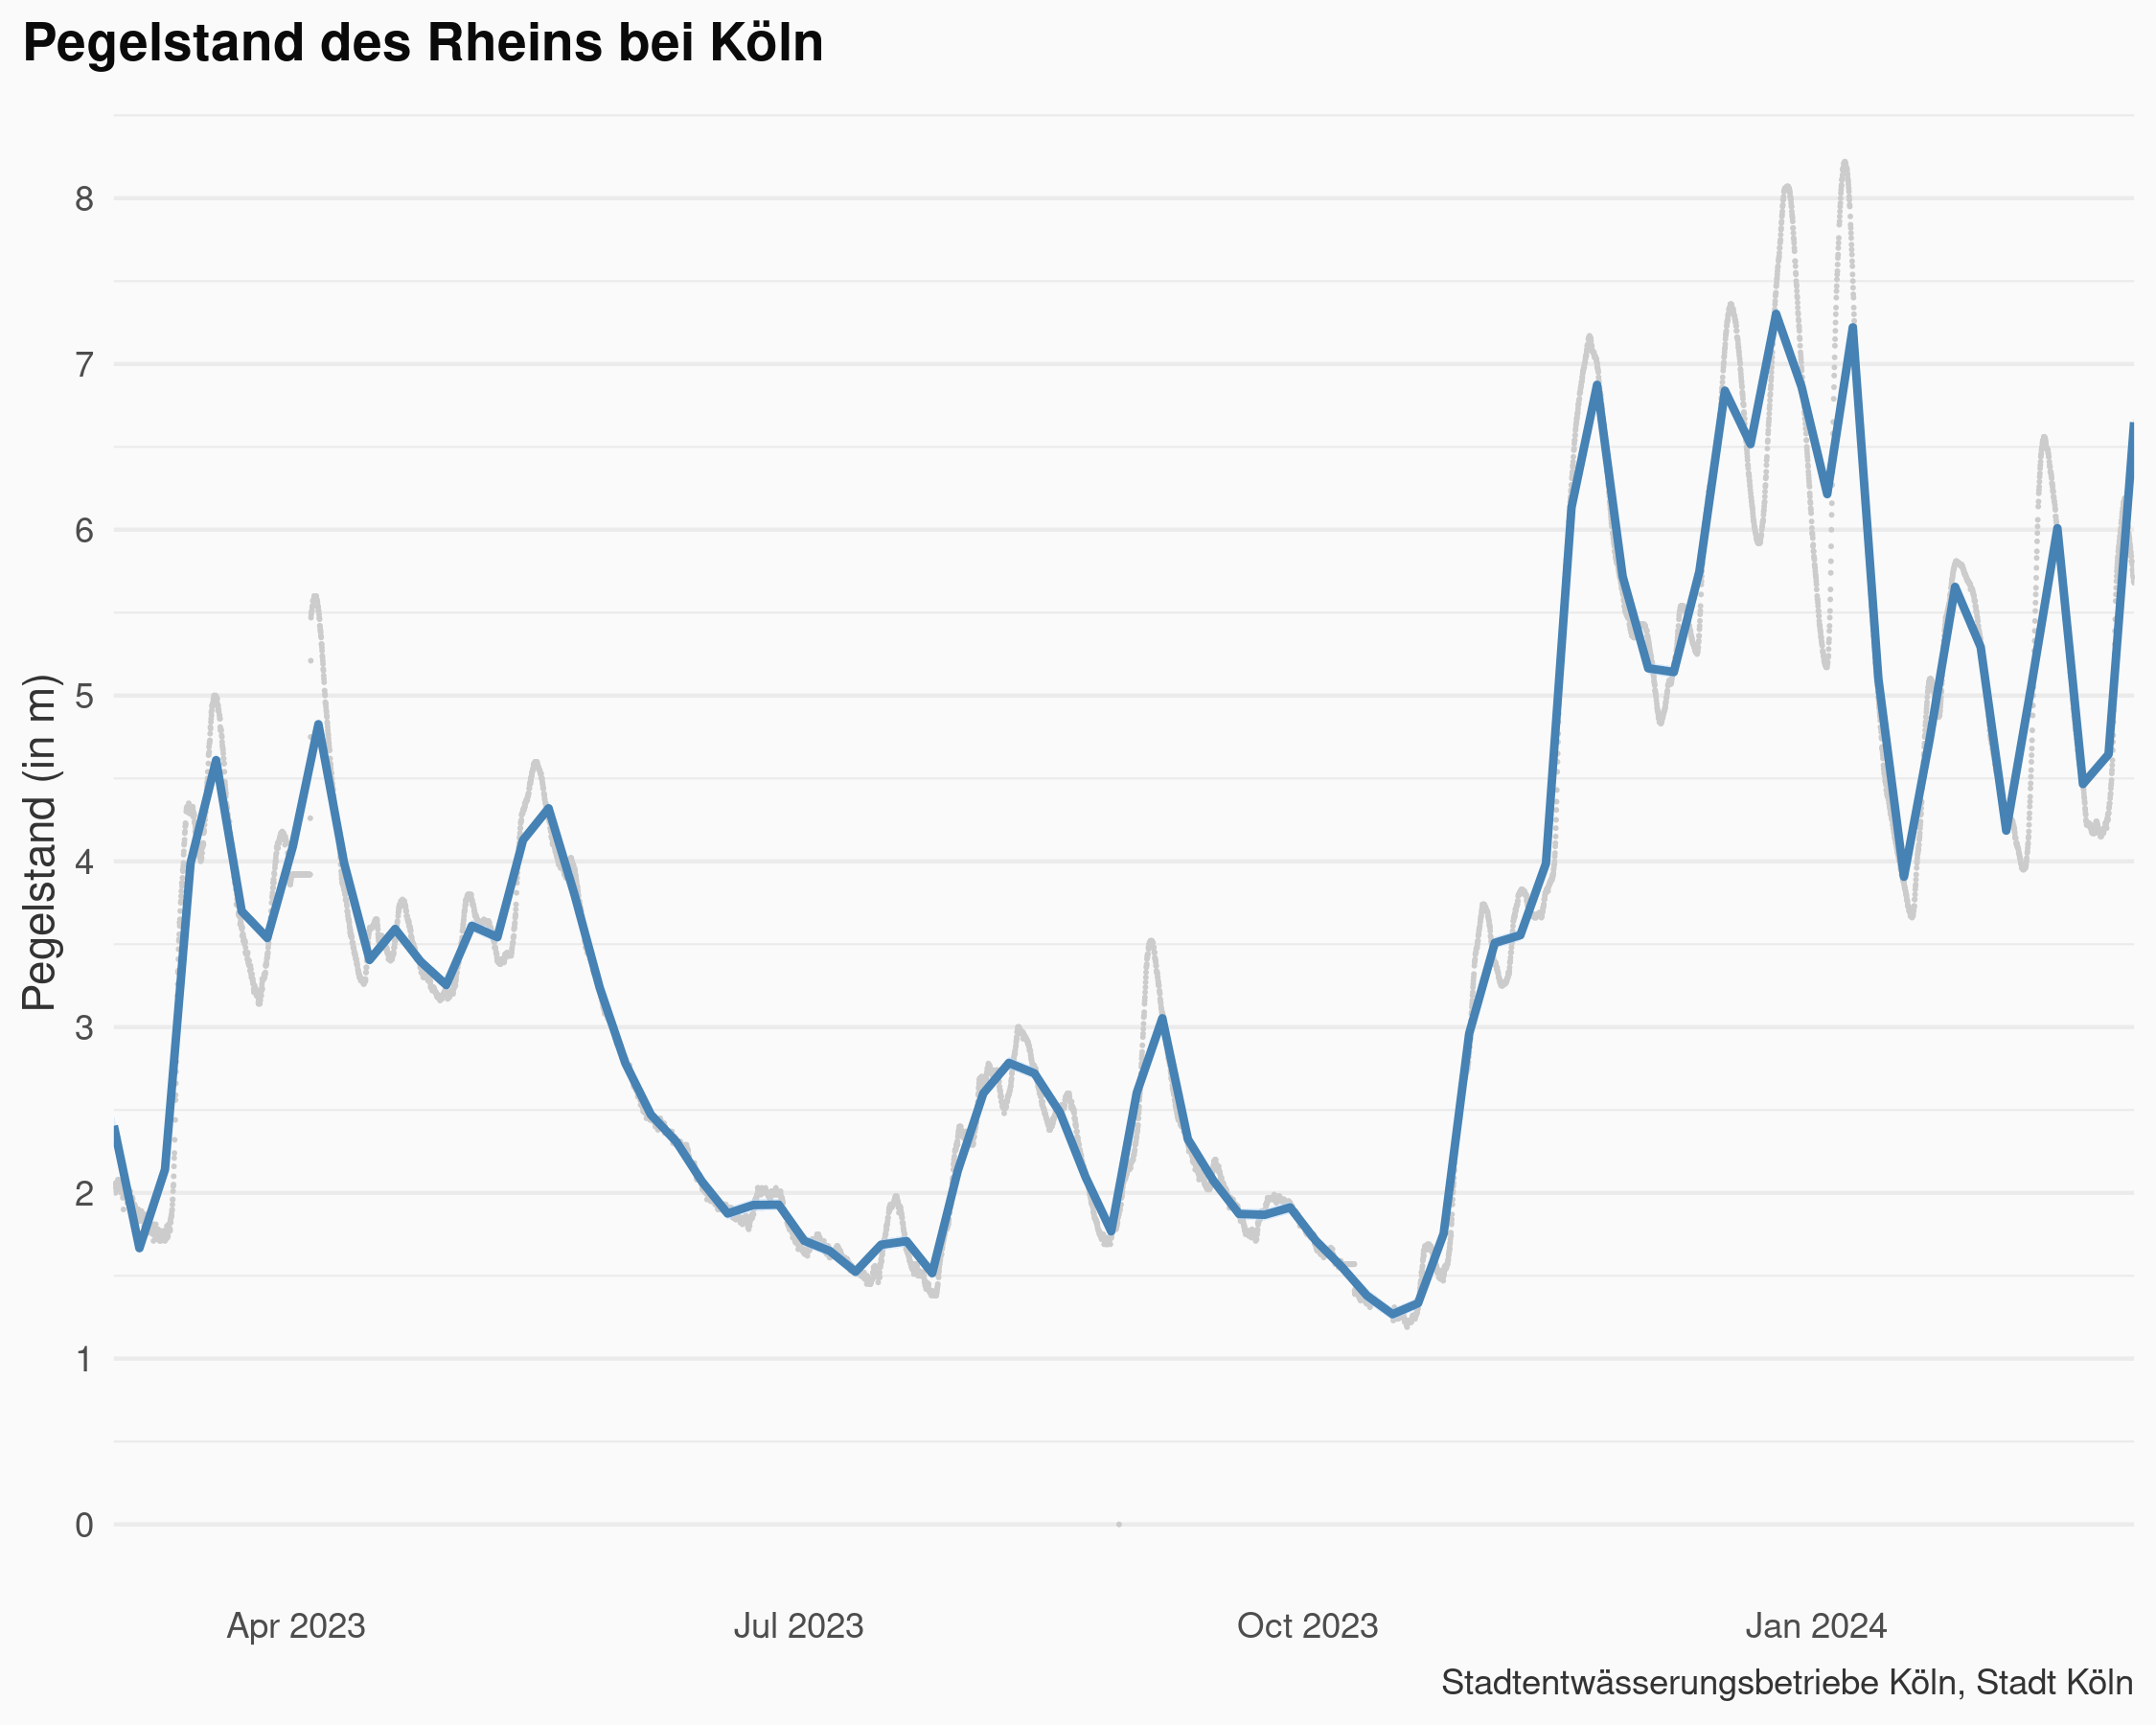 Pegelstand des Rheins bei Köln
Pegelstand (in m)
8
7
6
5
4
3
2
1
0
Apr 2023
Jul 2023
Oct 2023
Jan 2024
Stadtentwässerungsbetriebe Köln, Stadt Köln